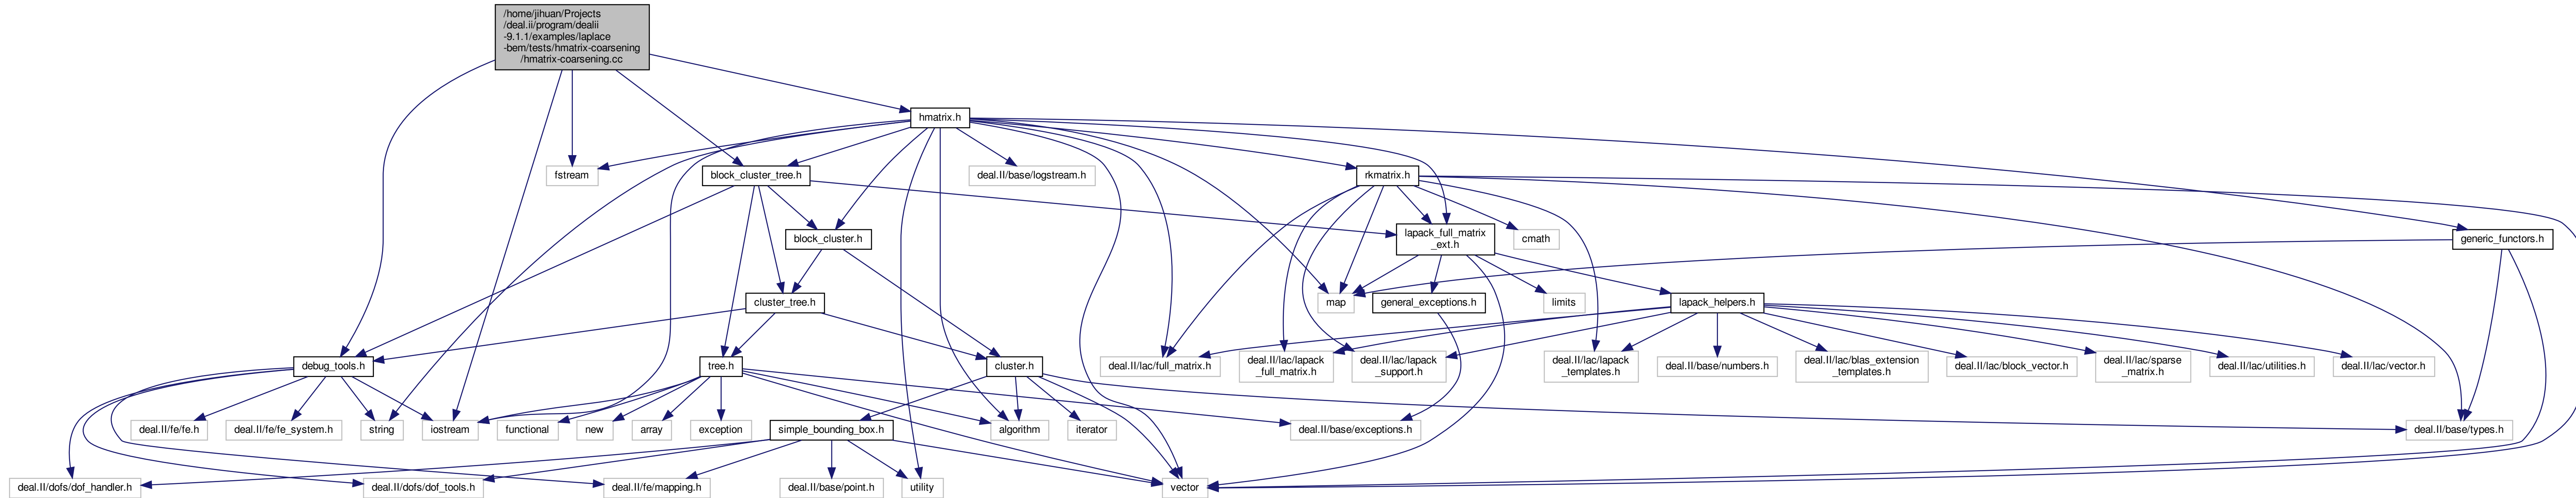 /home/jihuan/Projects
/deal.ii/program/dealii
-9.1.1/examples/laplace
-bem/tests/hmatrix-coarsening
/hmatrix-coarsening.cc
hmatrix.h
fstream
block_cluster_tree.h
deal.II/base/logstream.h
rkmatrix.h
block_cluster.h
lapack_full_matrix
_ext.h
cmath
generic_functors.h
cluster_tree.h
map
general_exceptions.h
limits
lapack_helpers.h
debug_tools.h
tree.h
cluster.h
deal.II/lac/full_matrix.h
deal.II/lac/lapack
_full_matrix.h
deal.II/lac/lapack
_support.h
deal.II/lac/lapack
_templates.h
deal.II/base/numbers.h
deal.II/lac/blas_extension
_templates.h
deal.II/lac/block_vector.h
deal.II/lac/sparse
_matrix.h
deal.II/lac/utilities.h
deal.II/lac/vector.h
deal.II/fe/fe.h
deal.II/fe/fe_system.h
string
iostream
functional
new
array
exception
simple_bounding_box.h
algorithm
iterator
deal.II/base/exceptions.h
deal.II/base/types.h
deal.II/dofs/dof_handler.h
deal.II/dofs/dof_tools.h
deal.II/fe/mapping.h
deal.II/base/point.h
utility
vector